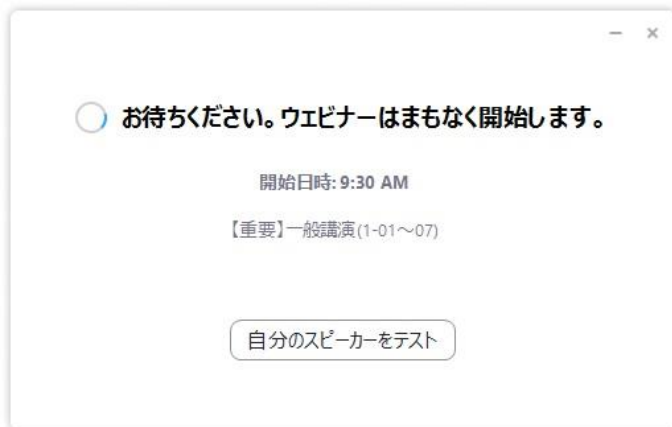 お待ちください。ウェビナーはまもなく開始します。
開始日時: 9:30 AM
【重要】一般講演(1-01～07)
自分のスピーカーをテスト